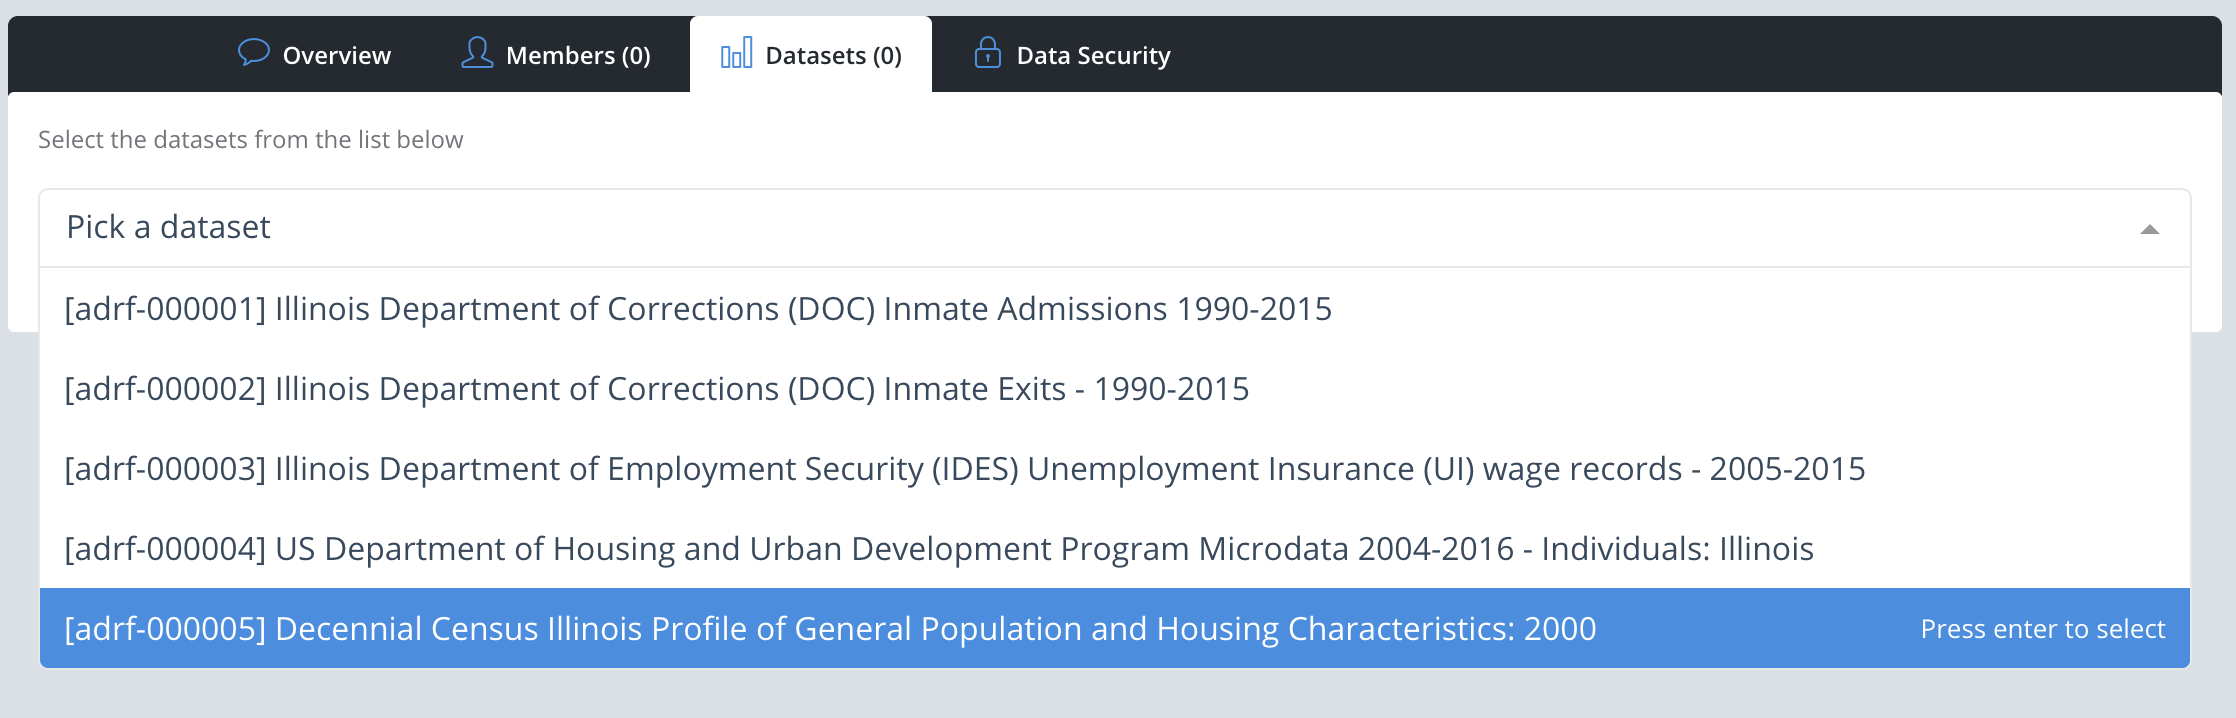 Overview Members (0) Datasets (0) Data Security
Select the datasets from the list below
Pick a dataset
[adrf-000001] Illinois Department of Corrections (DOC) Inmate Admissions 1990-2015
[adrf-000002] Illinois Department of Corrections (DOC) Inmate Exits - 1990-2015
[adrf-000003] Illinois Department of Employment Security (IDES) Unemployment Insurance (UI) wage records - 2005-2015
[adrf-000004] US Department of Housing and Urban Development Program Microdata 2004-2016 - Individuals: Illinois
[adrf-000005] Decennial Census Illinois Profile of General Population and Housing Characteristics: 2000 Press enter to select